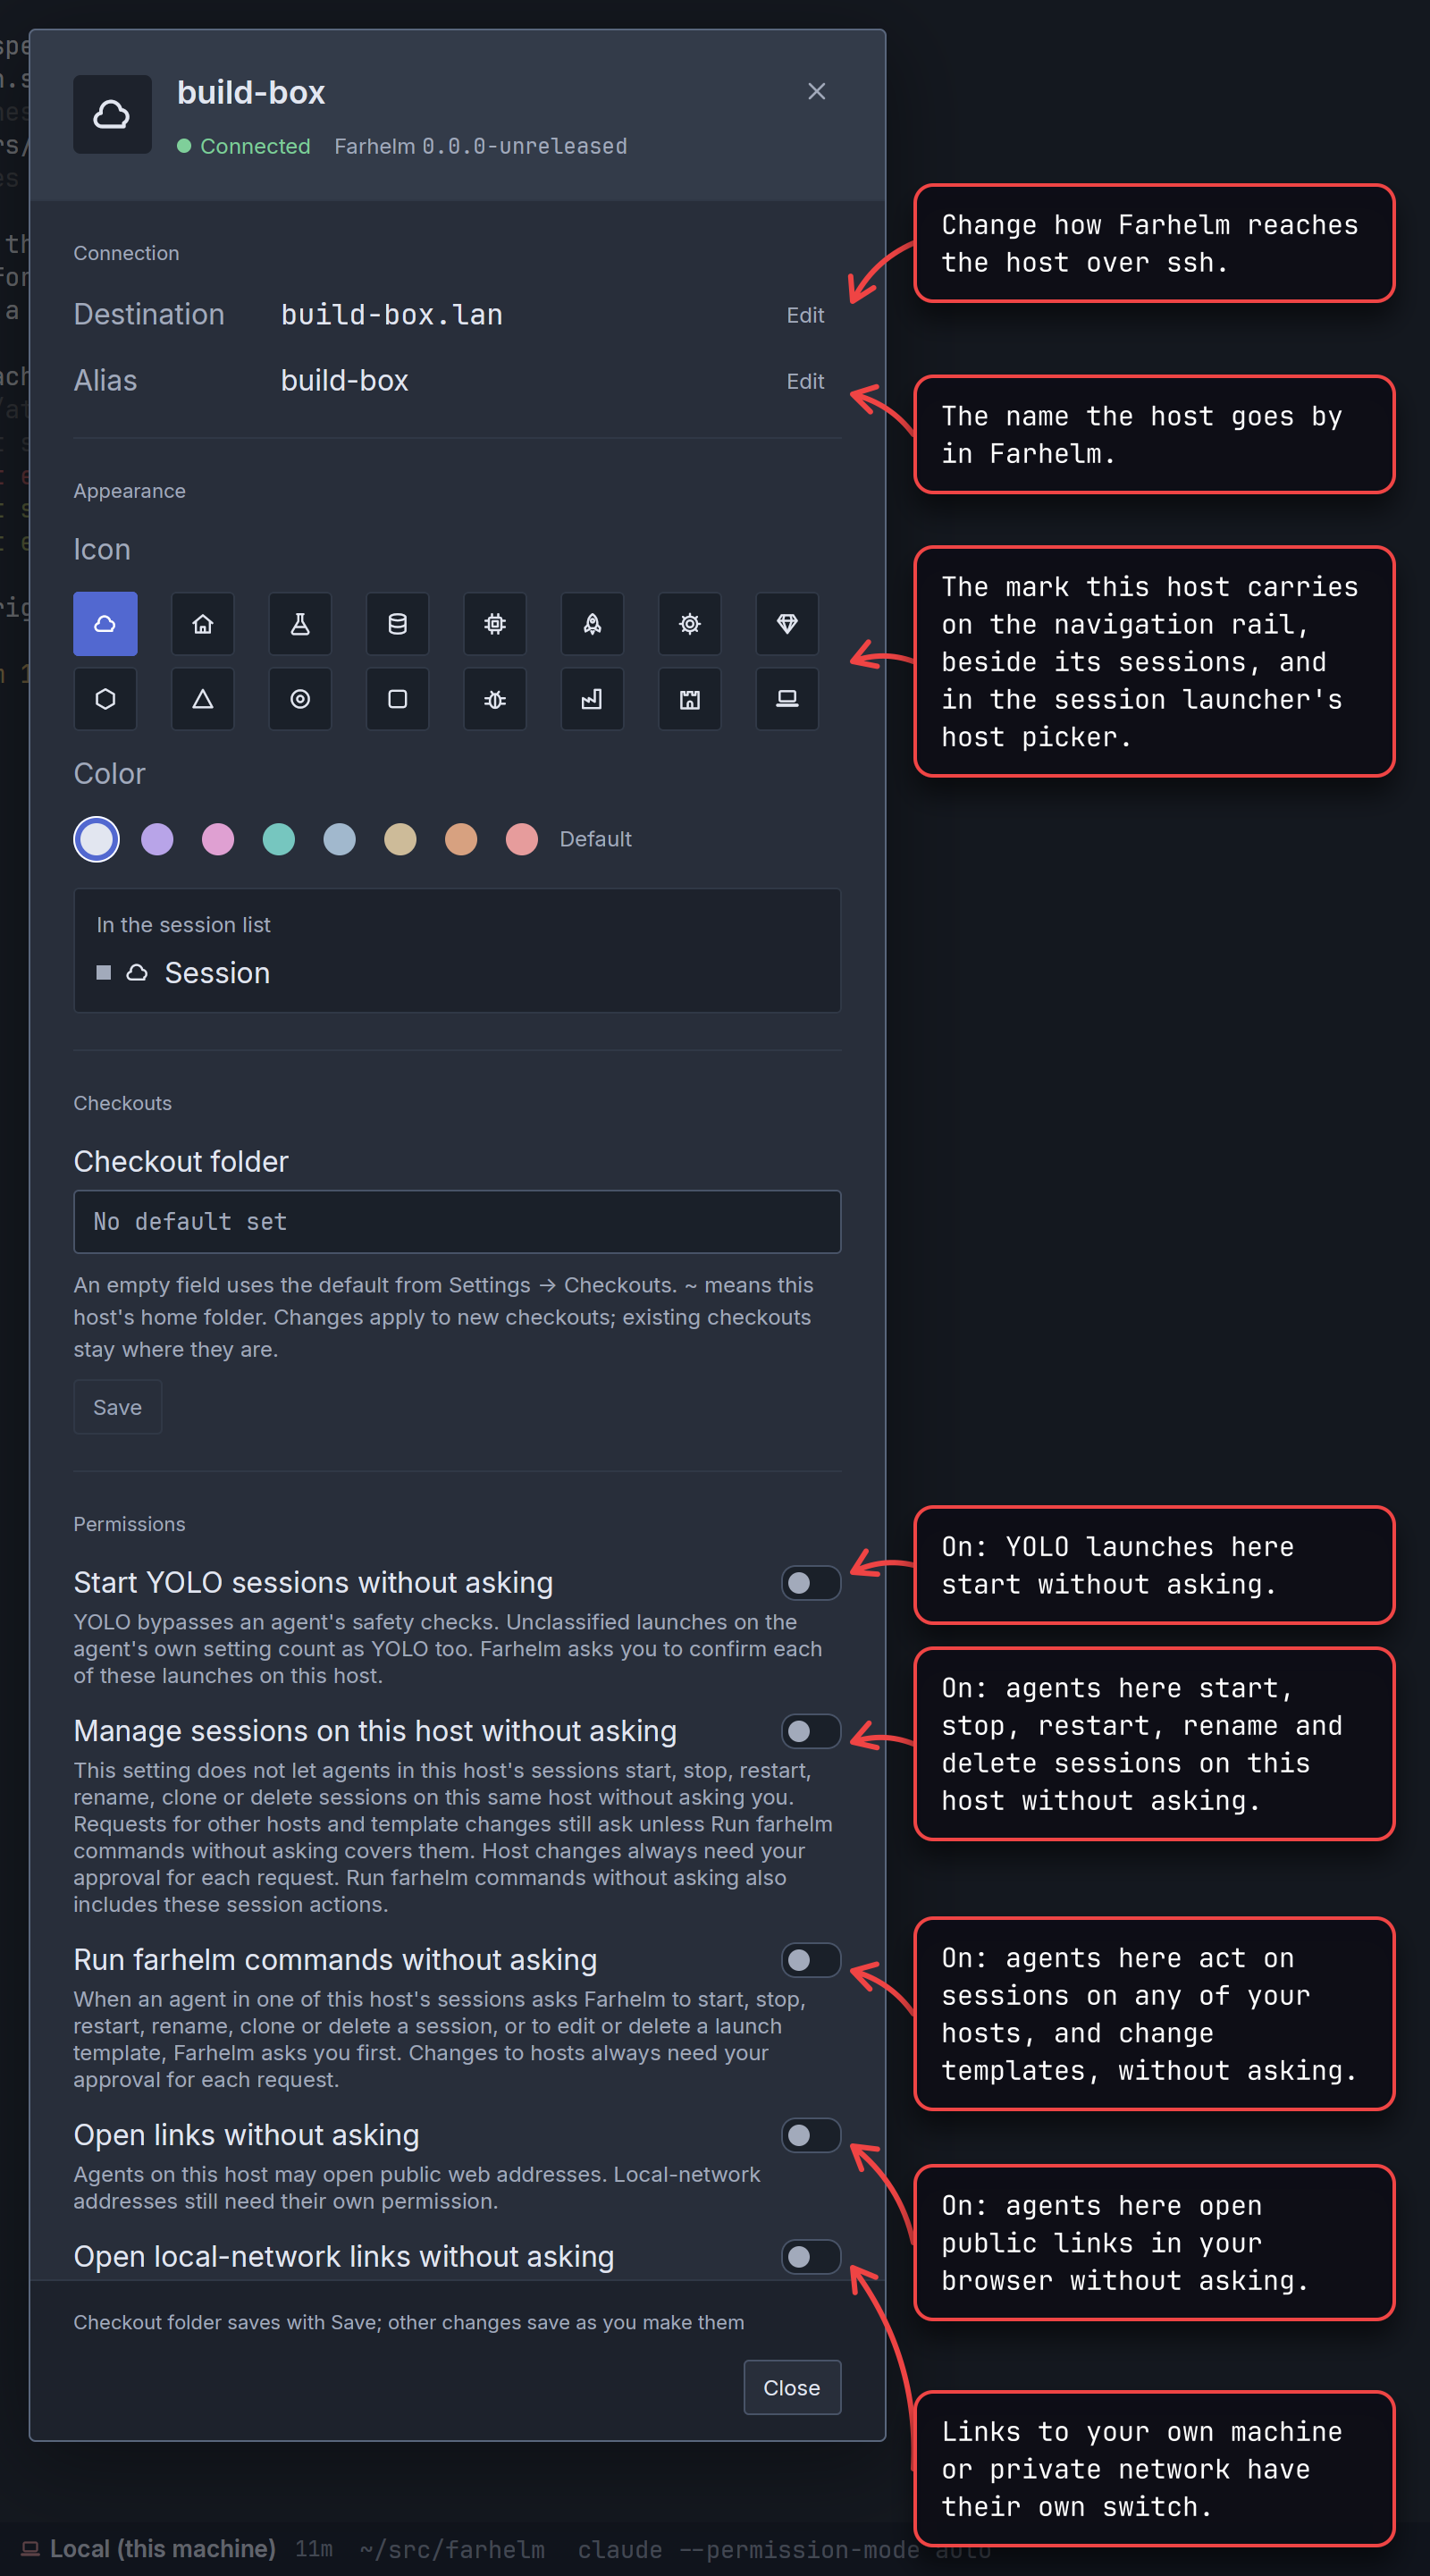 build-box
Connected Farhelm 0.0.0-unreleased
Connection
Destination build-box.lan Edit
Alias build-box Edit
Appearance
Icon
Color
Default
In the session list
Session
Checkouts
Checkout folder
No default set
An empty field uses the default from Settings → Checkouts. ~ means this
host's home folder. Changes apply to new checkouts; existing checkouts
stay where they are.
Save
Permissions
Start YOLO sessions without asking
YOLO bypasses an agent's safety checks. Unclassified launches on the
agent's own setting count as YOLO too. Farhelm asks you to confirm each
of these launches on this host.
Manage sessions on this host without asking
This setting does not let agents in this host's sessions start, stop, restart,
rename, clone or delete sessions on this same host without asking you.
Requests for other hosts and template changes still ask unless Run farhelm
commands without asking covers them. Host changes always need your
approval for each request. Run farhelm commands without asking also
includes these session actions.
Run farhelm commands without asking
When an agent in one of this host's sessions asks Farhelm to start, stop,
restart, rename, clone or delete a session, or to edit or delete a launch
template, Farhelm asks you first. Changes to hosts always need your
approval for each request.
Open links without asking
Agents on this host may open public web addresses. Local-network
addresses still need their own permission.
Open local-network links without asking
Checkout folder saves with Save; other changes save as you make them
Close
Change how Farhelm reaches
the host over ssh.
The name the host goes by
in Farhelm.
The mark this host carries
on the navigation rail,
beside its sessions, and
in the session launcher's
host picker.
On: YOLO launches here
start without asking.
On: agents here start,
stop, restart, rename and
delete sessions on this
host without asking.
On: agents here act on
sessions on any of your
hosts, and change
templates, without asking.
On: agents here open
public links in your
browser without asking.
Links to your own machine
or private network have
their own switch.
Local (this machine) 11m ~/src/farhelm claude --permission-mode auto